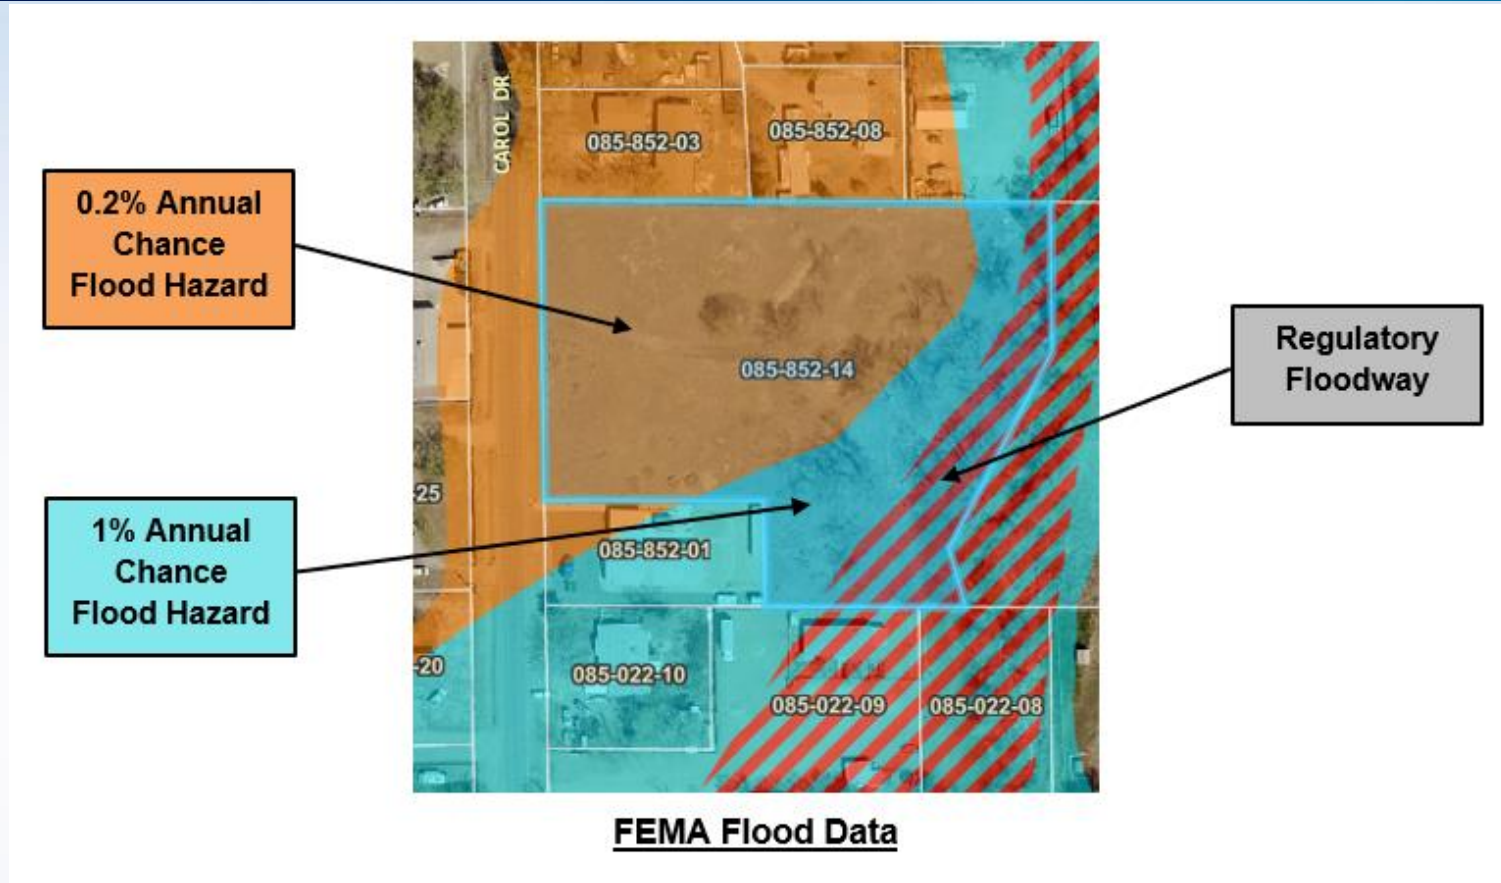 CAROL DR
085-852-03
085-852-08
0.2% Annual
Chance
Flood Hazard
085-852-14
Regulatory
Floodway
-25
1% Annual
Chance
Flood Hazard
085-852-01
-20
085-022-10
085-022-09
085-022-08
FEMA Flood Data